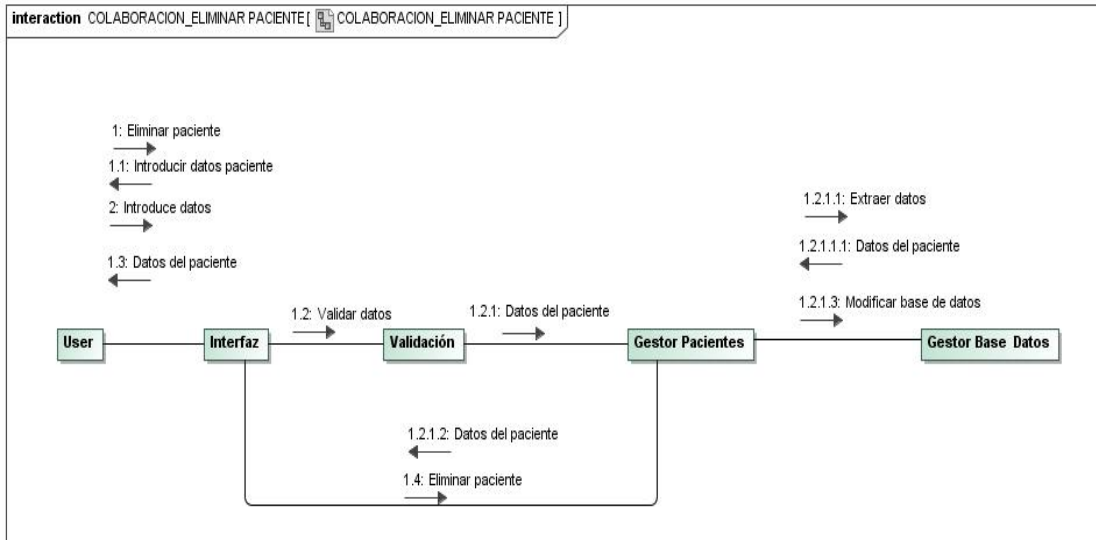 interaction COLABORACION_ELIMINAR PACIENTE [ COLABORACION_ELIMINAR PACIENTE ]
1: Eliminar paciente
1.1: Introducir datos paciente
2: Introduce datos
1.3: Datos del paciente
1.2: Validar datos
1.2.1: Datos del paciente
1.2.1.1: Extraer datos
1.2.1.1.1: Datos del paciente
1.2.1.3: Modificar base de datos
User
Interfaz
Validación
Gestor Pacientes
Gestor Base Datos
1.2.1.2: Datos del paciente
1.4: Eliminar paciente